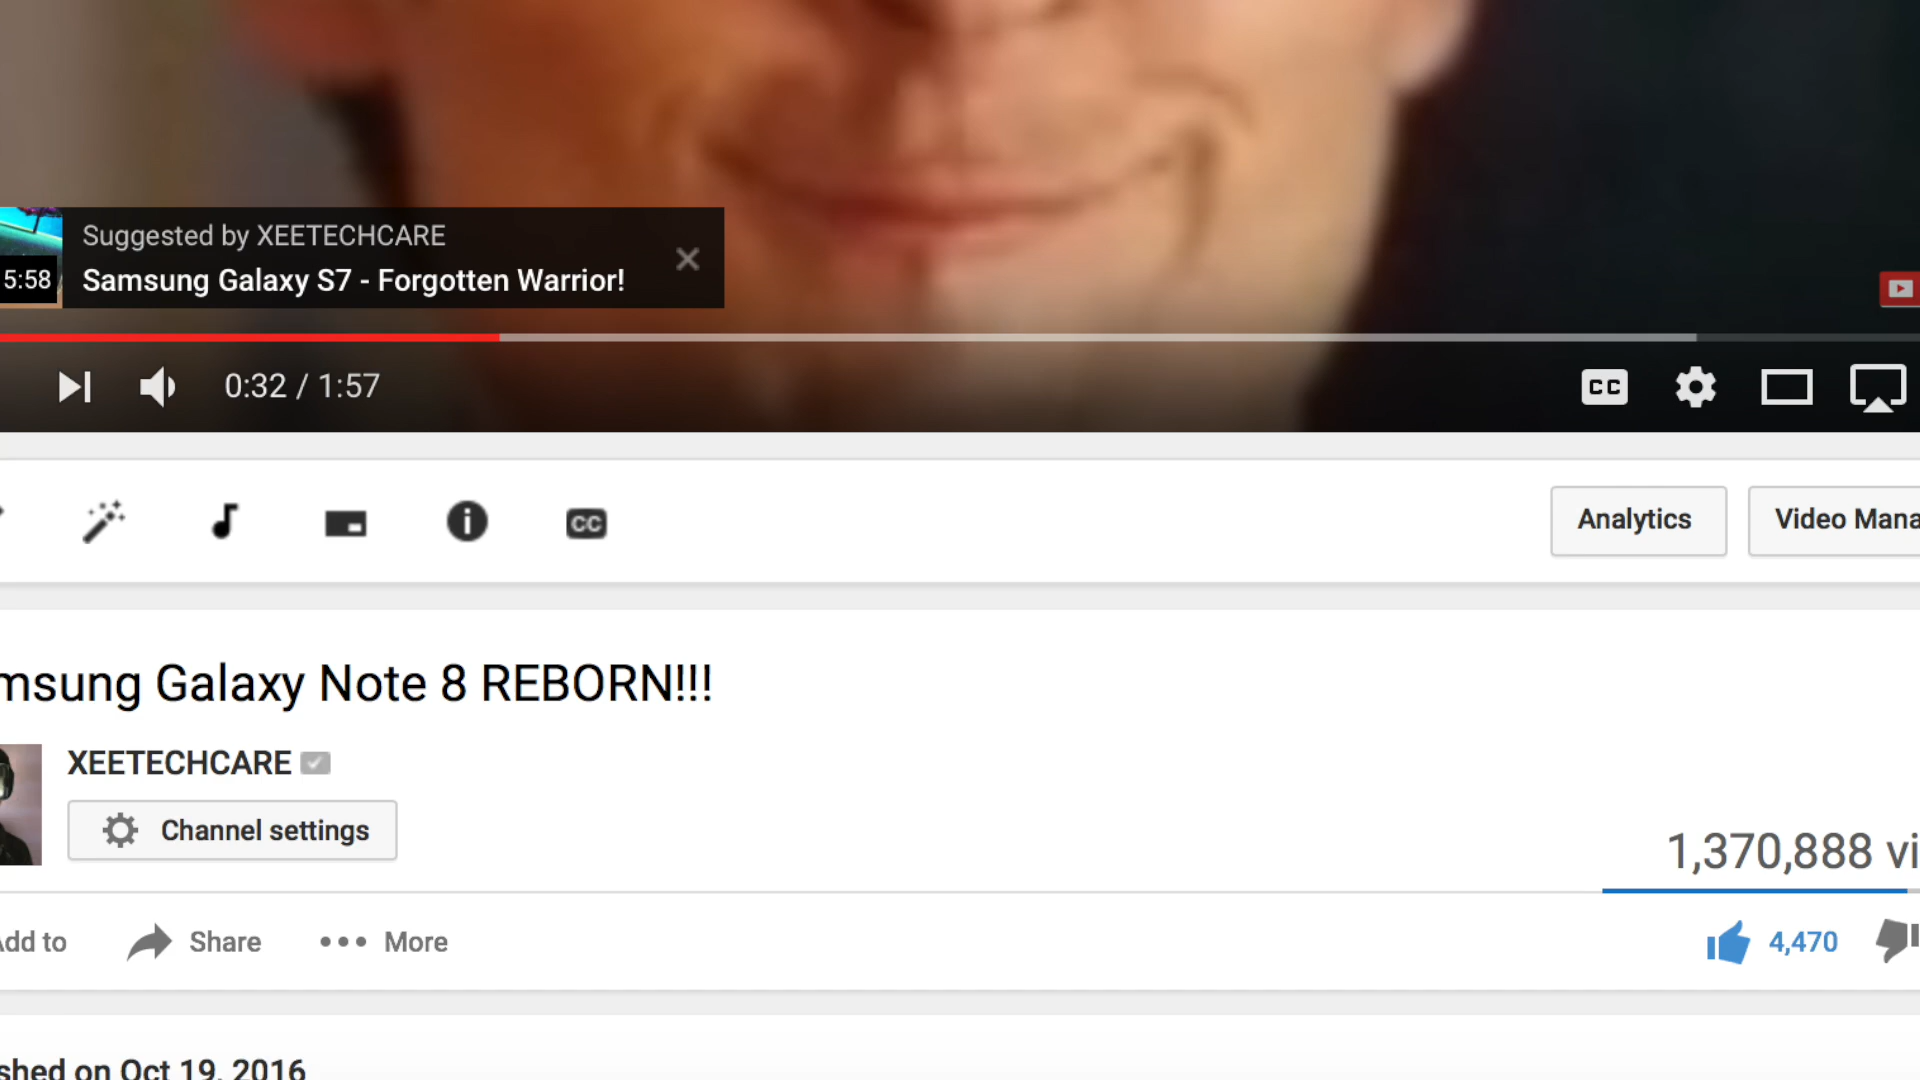 Suggested by XEETECHCARE
5:58
Samsung Galaxy S7 - Forgotten Warrior!
0:32 / 1:57
CC
CC
Analytics
Video Mana
msung Galaxy Note 8 REBORN!!!
XEETECHCARE
Channel settings
1,370,888 vi
Add to
Share
More
4,470
shed on Oct 19, 2016